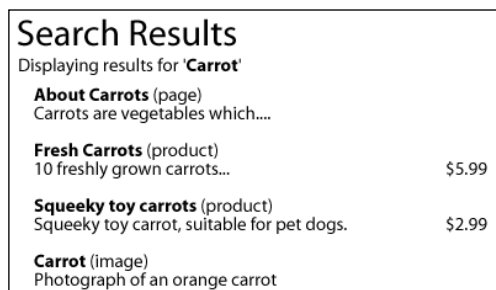 Search Results
Displaying results for 'Carrot'
About Carrots (page)
Carrots are vegetables which....
Fresh Carrots (product)
10 freshly grown carrots... $5.99
Squeeky toy carrots (product)
Squeeky toy carrot, suitable for pet dogs. $2.99
Carrot (image)
Photograph of an orange carrot